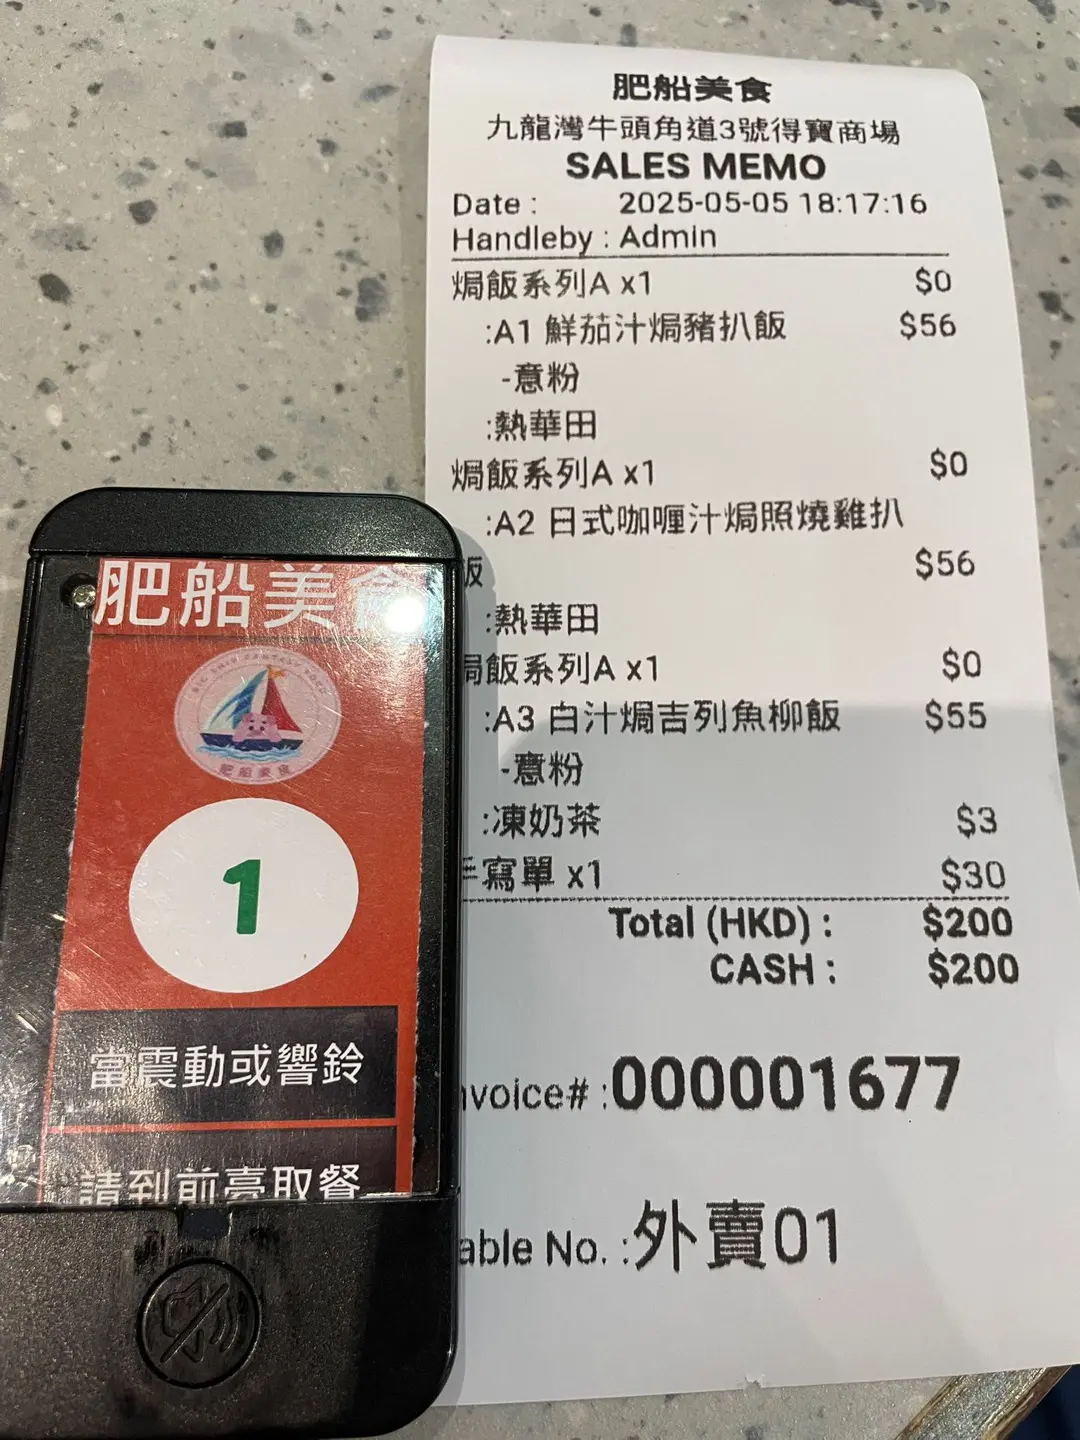 肥船美食
九龍灣牛頭角道3號得寶商場
SALES MEMO
Date : 2025-05-05 18:17:16
Handleby : Admin
焗飯系列A x1 $0
:A1 鮮茄汁焗豬扒飯 $56
-意粉
:熱華田
焗飯系列A x1 $0
:A2 日式咖喱汁焗照燒雞扒
飯 $56
:熱華田
焗飯系列A x1 $0
:A3 白汁焗吉列魚柳飯 $55
-意粉
:凍奶茶 $3
手寫單 x1 $30
Total (HKD) : $200
CASH : $200
nvoice# :000001677
able No. :外賣01
肥船美食
肥船美食
1
當震動或響鈴
請到前臺取餐